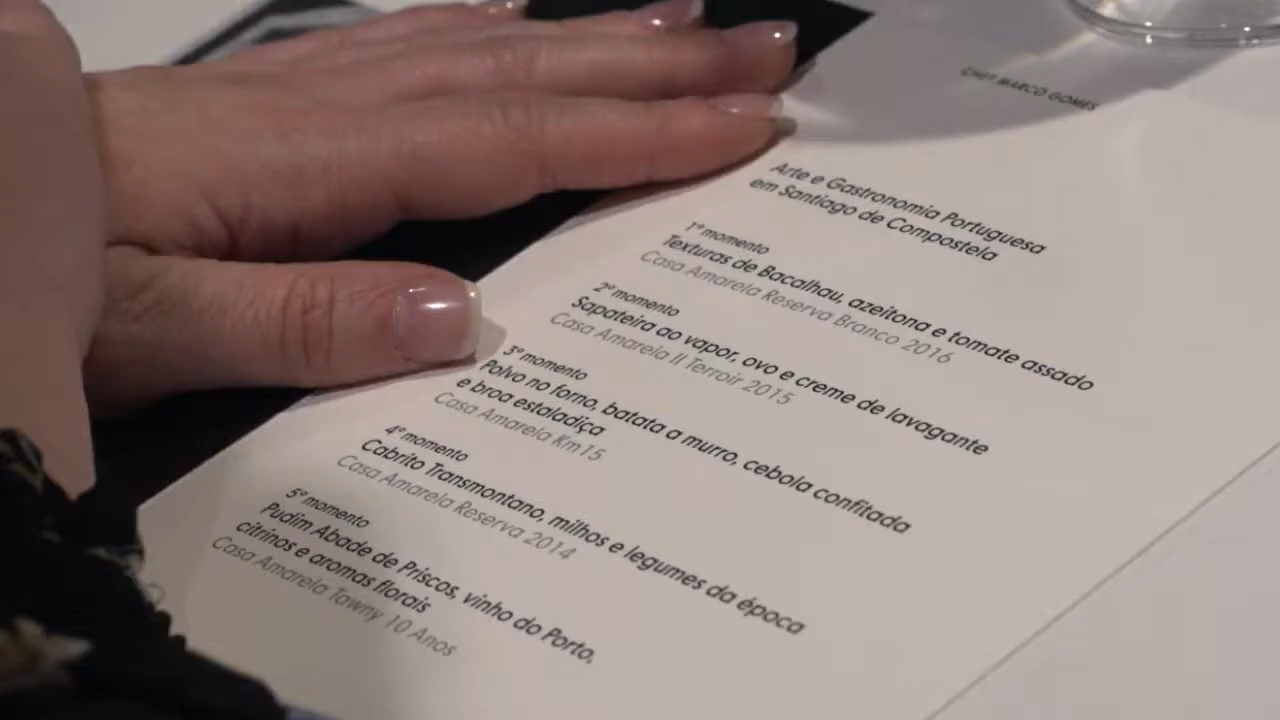 CHEF MARCO GOMES
Arte e Gastronomia Portuguesa
em Santiago de Compostela
1º momento
Texturas de Bacalhau, azeitona e tomate assado
Casa Amarela Reserva Branco 2016
2º momento
Sapateira ao vapor, ovo e creme de lavagante
Casa Amarela II Terroir 2015
3º momento
Polvo no forno, batata a murro, cebola confitada
e broa estaladiça
Casa Amarela Km15
4º momento
Cabrito Transmontano, milhos e legumes da época
Casa Amarela Reserva 2014
5º momento
Pudim Abade de Priscos, vinho do Porto,
citrinos e aromas florais
Casa Amarela Tawny 10 Anos